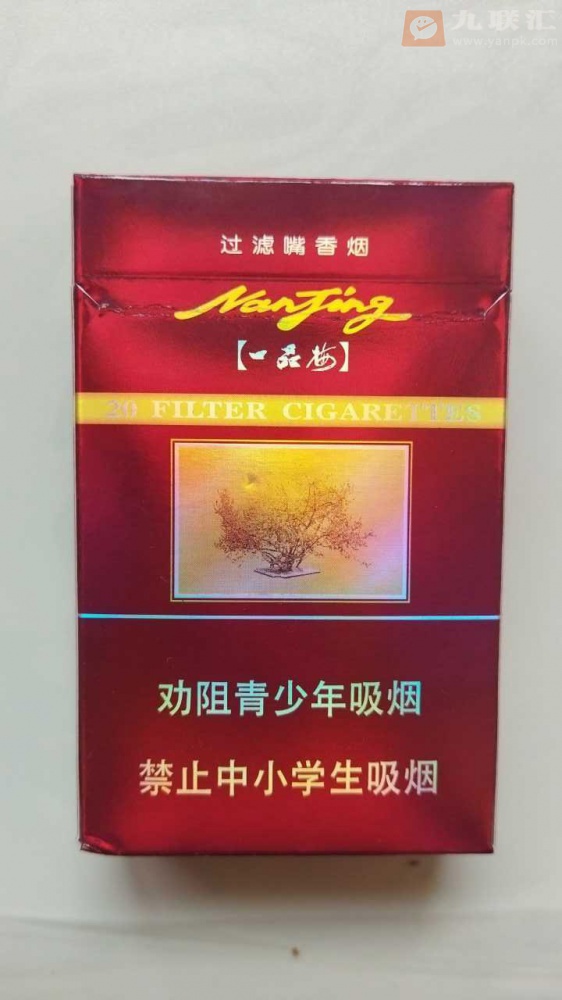 九联汇
www.yanpk.com
过滤嘴香烟
NanJing
【一品梅】
20 FILTER CIGARETTES
劝阻青少年吸烟
禁止中小学生吸烟